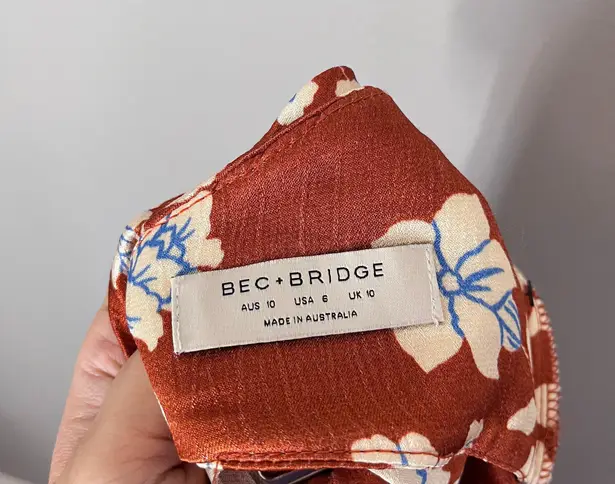 BEC+BRIDGE
AUS 10 USA 6 UK 10
MADE IN AUSTRALIA